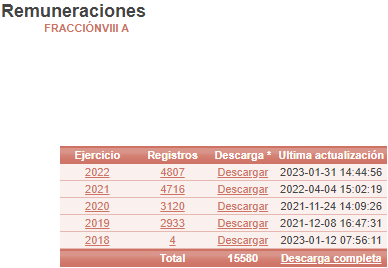 Remuneraciones
FRACCIÓNVIII A
Ejercicio Registros Descarga * Ultima actualización
2022 4807 Descargar 2023-01-31 14:44:56
2021 4716 Descargar 2022-04-04 15:02:19
2020 3120 Descargar 2021-11-24 14:09:26
2019 2933 Descargar 2021-12-08 16:47:31
2018 4 Descargar 2023-01-12 07:56:11
Total 15580 Descarga completa